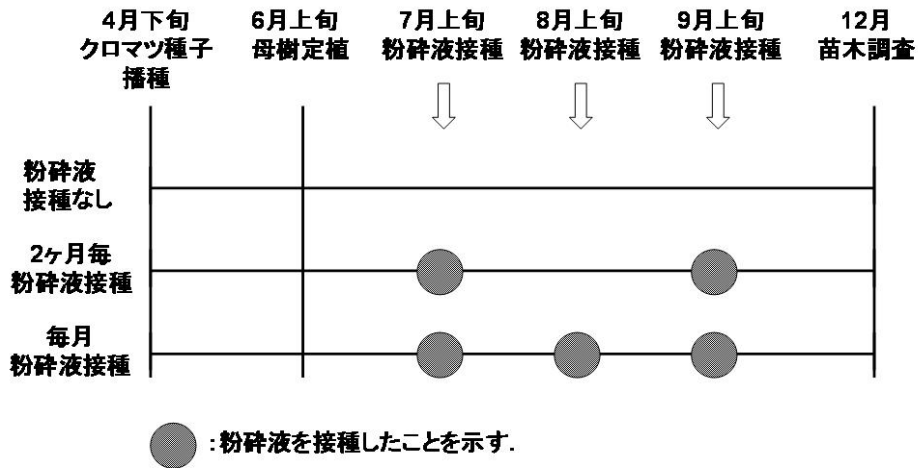 4月下旬
クロマツ種子
播種
6月上旬
母樹定植
7月上旬
粉砕液接種
8月上旬
粉砕液接種
9月上旬
粉砕液接種
12月
苗木調査
粉砕液
接種なし
2ヶ月毎
粉砕液接種
毎月
粉砕液接種
:粉砕液を接種したことを示す.